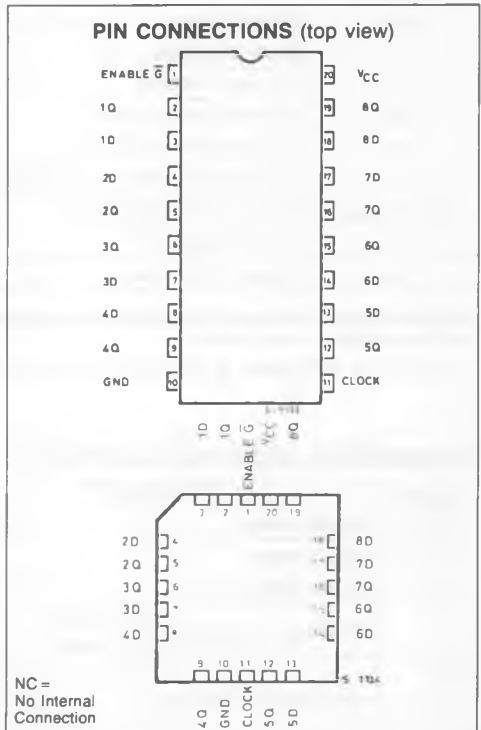 PIN CONNECTIONS (top view)
ENABLE G̅ 1 20 VCC
1Q 2 19 8Q
1D 3 18 8D
2D 4 17 7D
2Q 5 16 7Q
3Q 6 15 6Q
3D 7 14 6D
4D 8 13 5D
4Q 9 12 5Q
GND 10 11 CLOCK
1D 1Q ENABLE G̅ VCC 8Q
3 2 1 20 19
2D 4 18 8D
2Q 5 17 7D
3Q 6 7Q
3D 6Q
4D 8 6D
9 10 11 12 13
4Q GND CLOCK 5Q 5D
NC =
No Internal
Connection